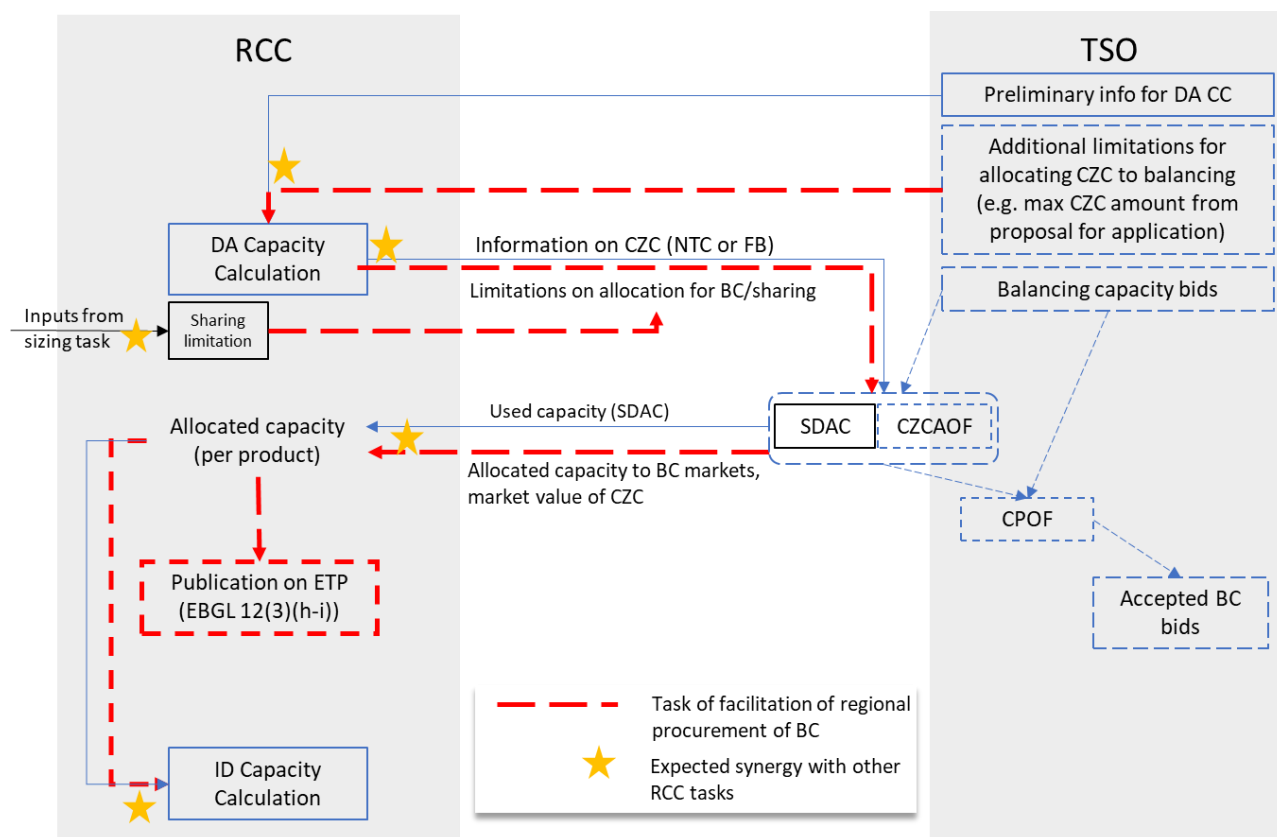 RCC
TSO
Preliminary info for DA CC
Additional limitations for
allocating CZC to balancing
(e.g. max CZC amount from
proposal for application)
DA Capacity
Calculation
Information on CZC (NTC or FB)
Limitations on allocation for BC/sharing
Balancing capacity bids
Inputs from
sizing task
Sharing
limitation
Used capacity (SDAC)
SDAC
CZCAOF
Allocated capacity
(per product)
Allocated capacity to BC markets,
market value of CZC
CPOF
Publication on ETP
(EBGL 12(3)(h-i))
Accepted BC
bids
Task of facilitation of regional
procurement of BC
Expected synergy with other
RCC tasks
ID Capacity
Calculation